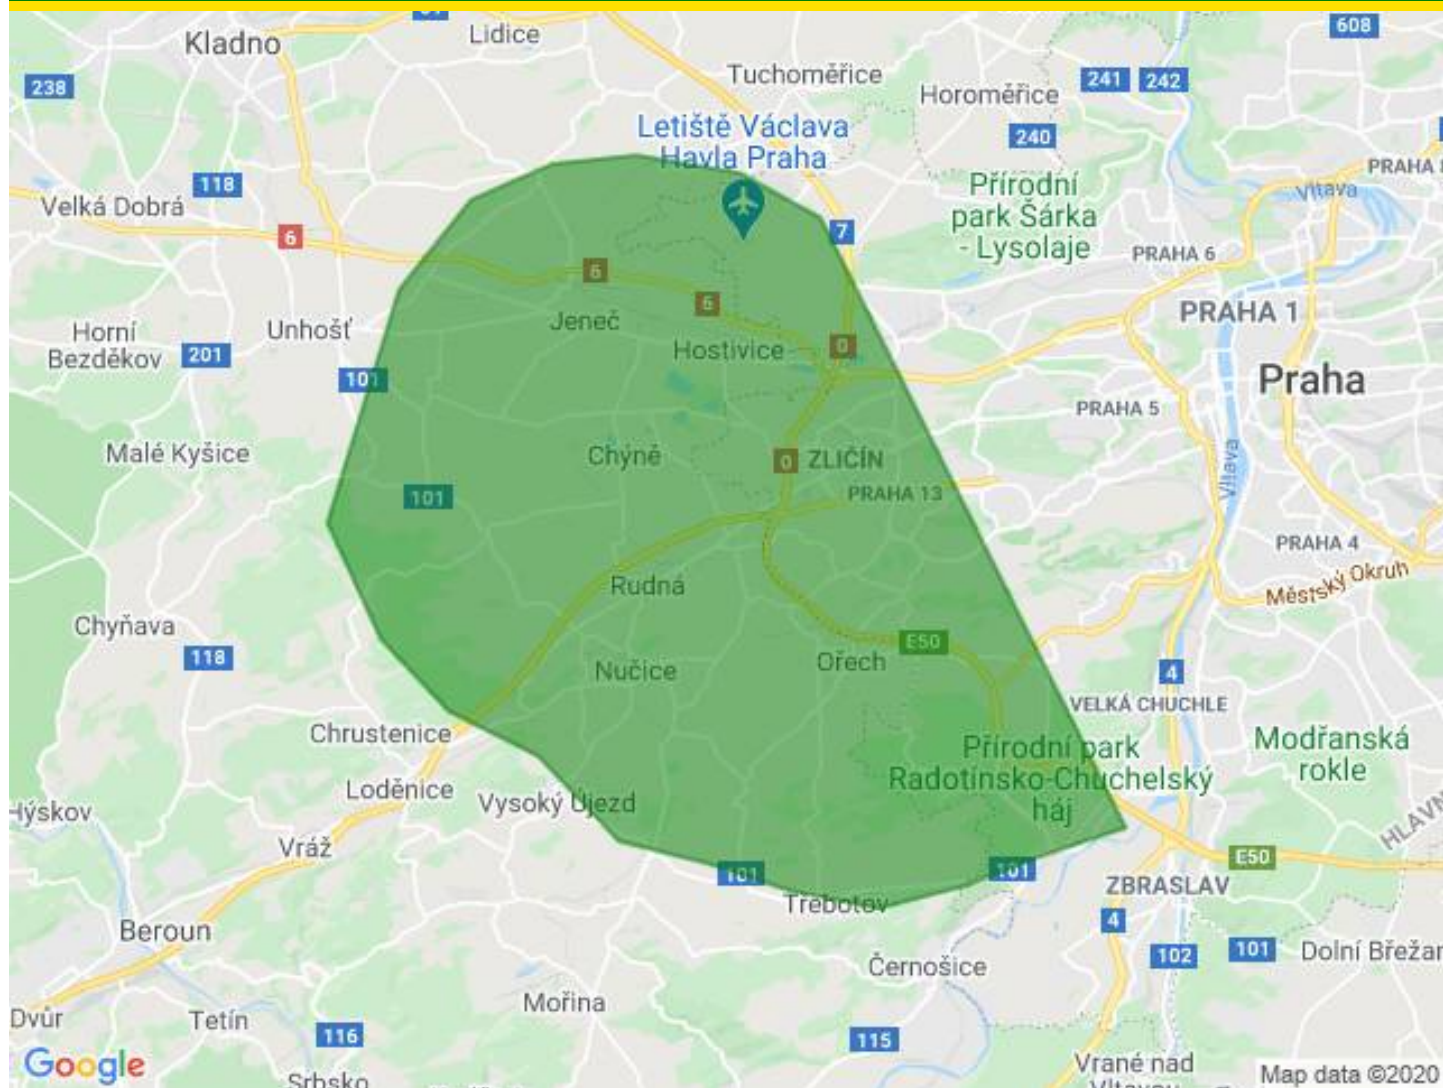 Kladno
Lidice
608
238
Tuchoměřice
241
242
Horoměřice
Letiště Václava
Havla Praha
240
PRAHA 8
118
Přírodní
park Šárka
- Lysolaje
Vltava
Velká Dobrá
6
7
PRAHA 6
6
6
PRAHA 1
Jeneč
Horní
Bezděkov
Unhošť
201
Hostivice
0
101
Praha
PRAHA 5
Malé Kyšice
Chýně
0
ZLIČÍN
Vltava
101
PRAHA 13
PRAHA 4
Rudná
Městský Okruh
Chyňava
118
E50
Nučice
Ořech
4
VELKÁ CHUCHLE
Chrustenice
Přírodní park
Radotínsko-Chuchelský
háj
Modřanská
rokle
Loděnice
Vysoký Újezd
Hýskov
HLAVN
Vráž
E50
101
101
ZBRASLAV
Třebotov
Beroun
4
102
101
Dolní Břežan
Černošice
Mořina
Dvůr
Tetín
116
115
Google
Srbsko
Vrané nad
Vltavou
Map data ©2020